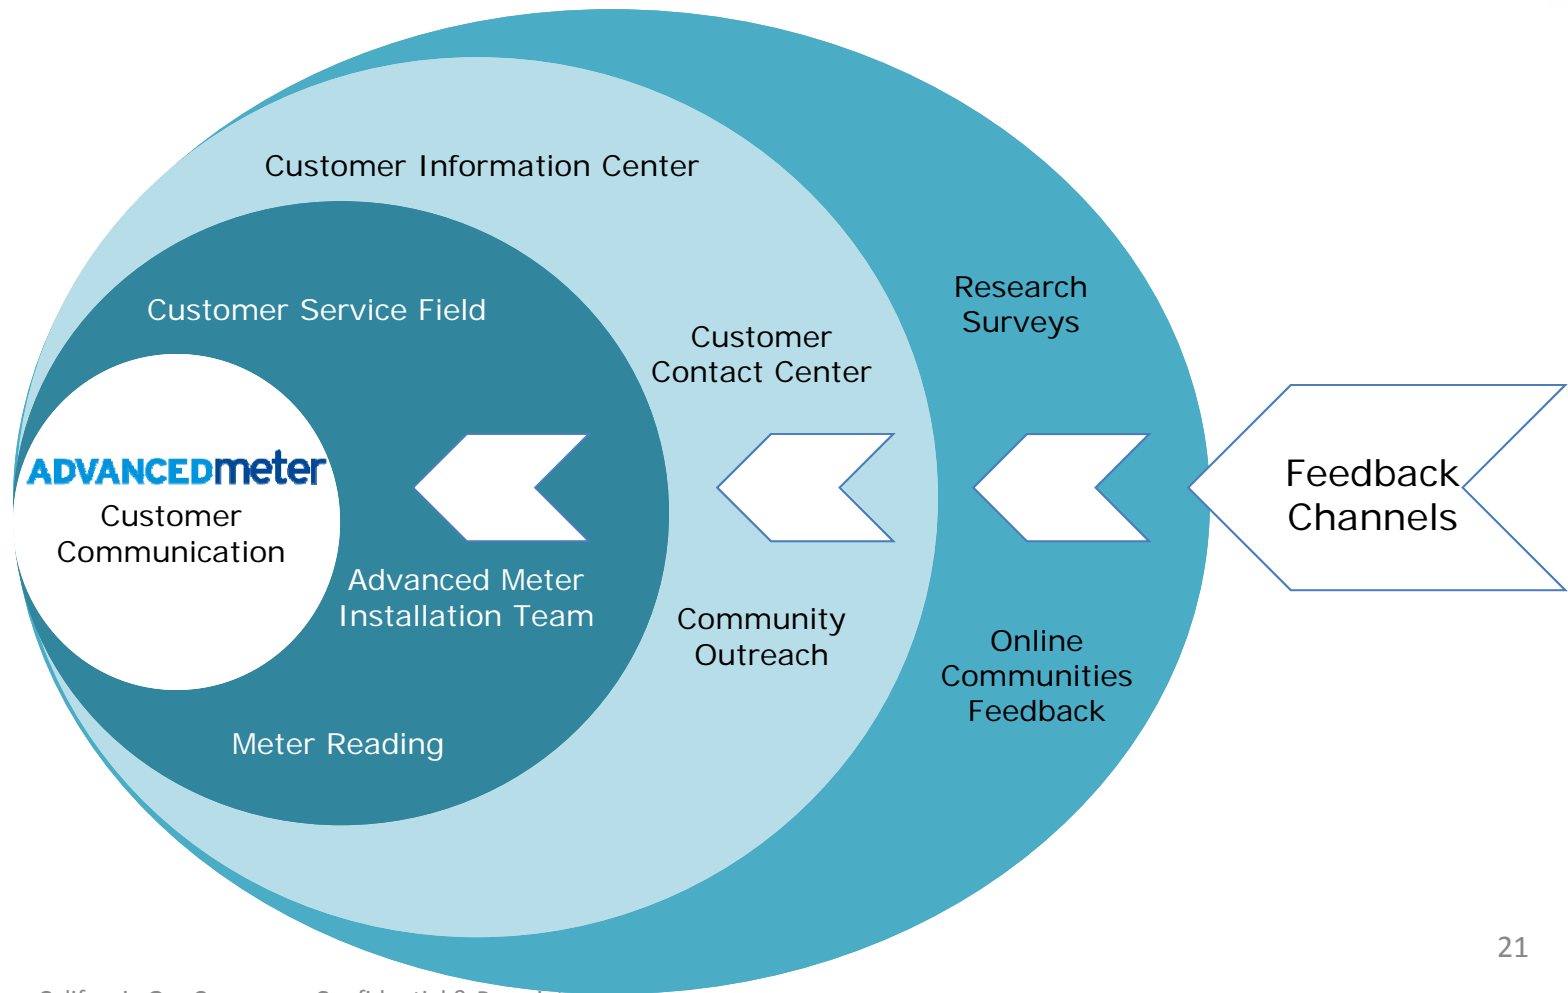 Customer Information Center
Customer Service Field
Research
Surveys
Customer
Contact Center
ADVANCEDmeter
Customer
Communication
Feedback
Channels
Advanced Meter
Installation Team
Community
Outreach
Online
Communities
Feedback
Meter Reading
21